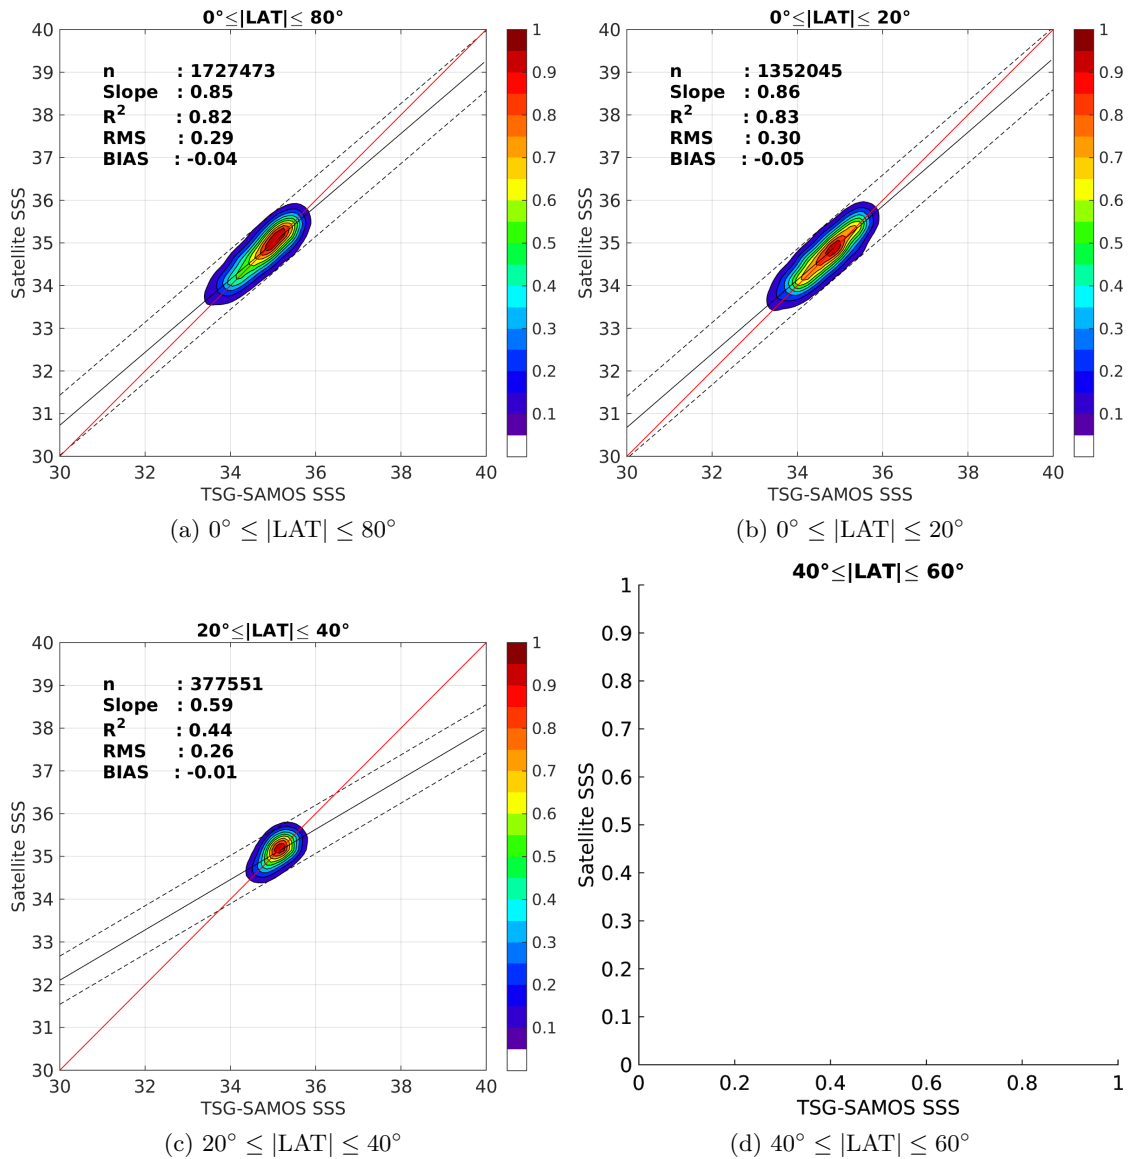 0°≤|LAT|≤ 80°
40
39
38
37
36
35
34
33
32
31
30
30 32 34 36 38 40
Satellite SSS
TSG-SAMOS SSS
n : 1727473
Slope : 0.85
R² : 0.82
RMS : 0.29
BIAS : -0.04
1
0.9
0.8
0.7
0.6
0.5
0.4
0.3
0.2
0.1
(a) 0° ≤ |LAT| ≤ 80°
0°≤|LAT|≤ 20°
40
39
38
37
36
35
34
33
32
31
30
30 32 34 36 38 40
Satellite SSS
TSG-SAMOS SSS
n : 1352045
Slope : 0.86
R² : 0.83
RMS : 0.30
BIAS : -0.05
1
0.9
0.8
0.7
0.6
0.5
0.4
0.3
0.2
0.1
(b) 0° ≤ |LAT| ≤ 20°
20°≤|LAT|≤ 40°
40
39
38
37
36
35
34
33
32
31
30
30 32 34 36 38 40
Satellite SSS
TSG-SAMOS SSS
n : 377551
Slope : 0.59
R² : 0.44
RMS : 0.26
BIAS : -0.01
1
0.9
0.8
0.7
0.6
0.5
0.4
0.3
0.2
0.1
(c) 20° ≤ |LAT| ≤ 40°
40°≤|LAT|≤ 60°
1
0.9
0.8
0.7
0.6
0.5
0.4
0.3
0.2
0.1
0
0 0.2 0.4 0.6 0.8 1
Satellite SSS
TSG-SAMOS SSS
(d) 40° ≤ |LAT| ≤ 60°